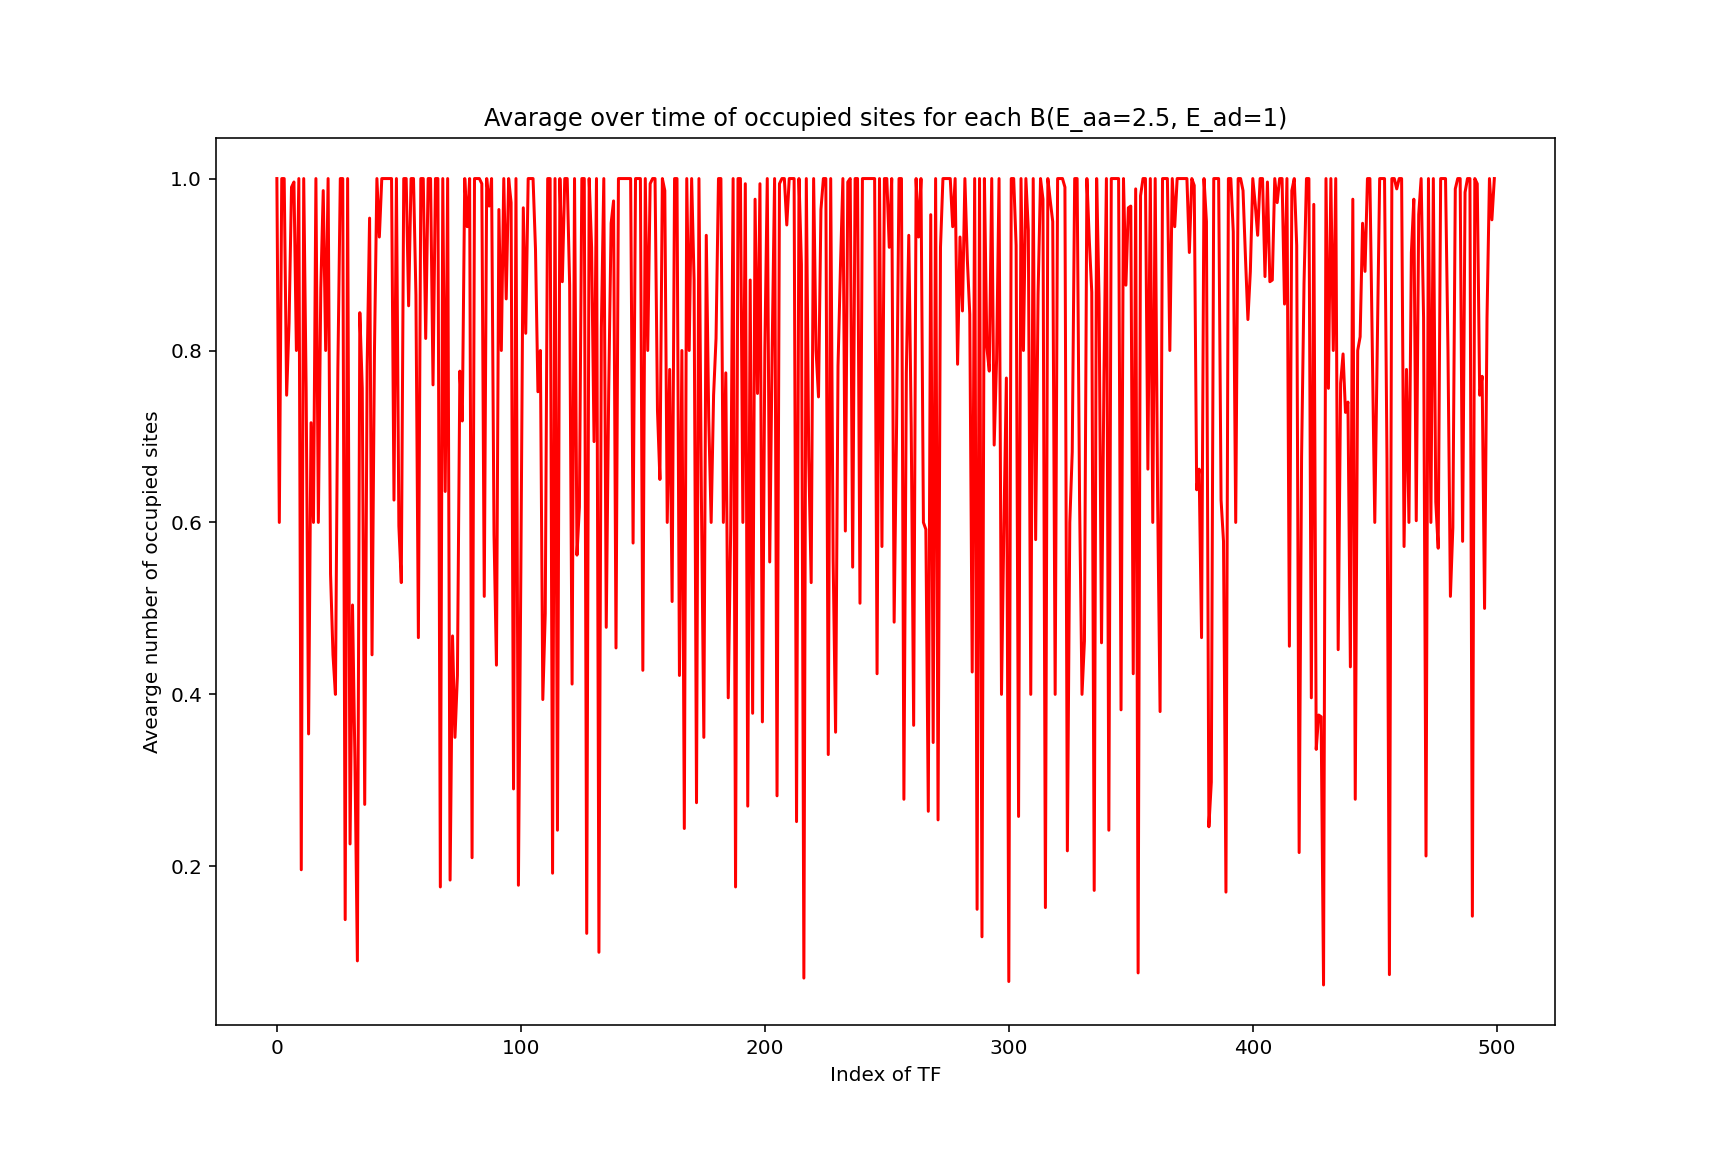 Avarage over time of occupied sites for each B(E_aa=2.5, E_ad=1)
1.0
0.8
0.6
0.4
0.2
Avearge number of occupied sites
0 100 200 300 400 500
Index of TF